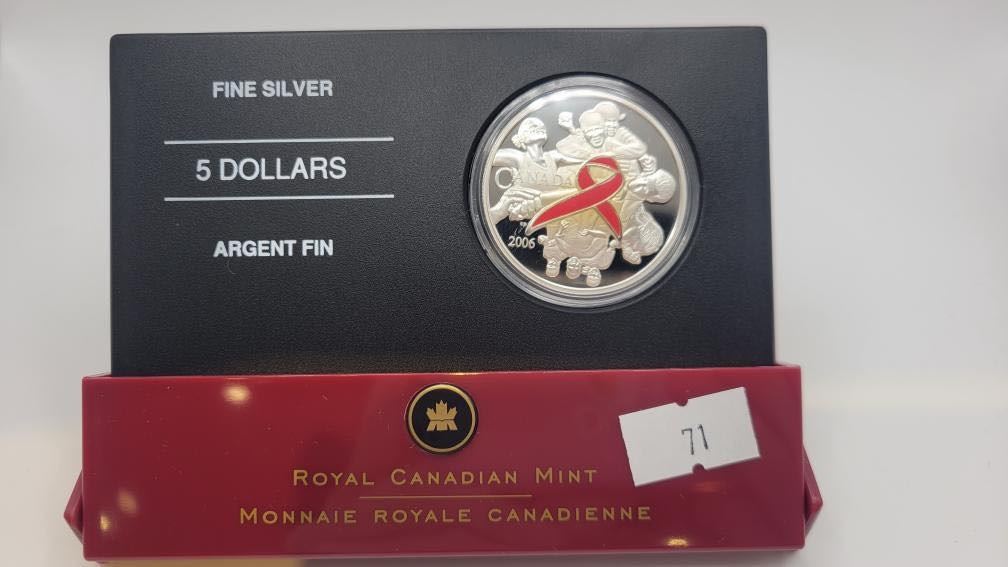 FINE SILVER
5 DOLLARS
ARGENT FIN
CANADA
2006
71
ROYAL CANADIAN MINT
MONNAIE ROYALE CANADIENNE